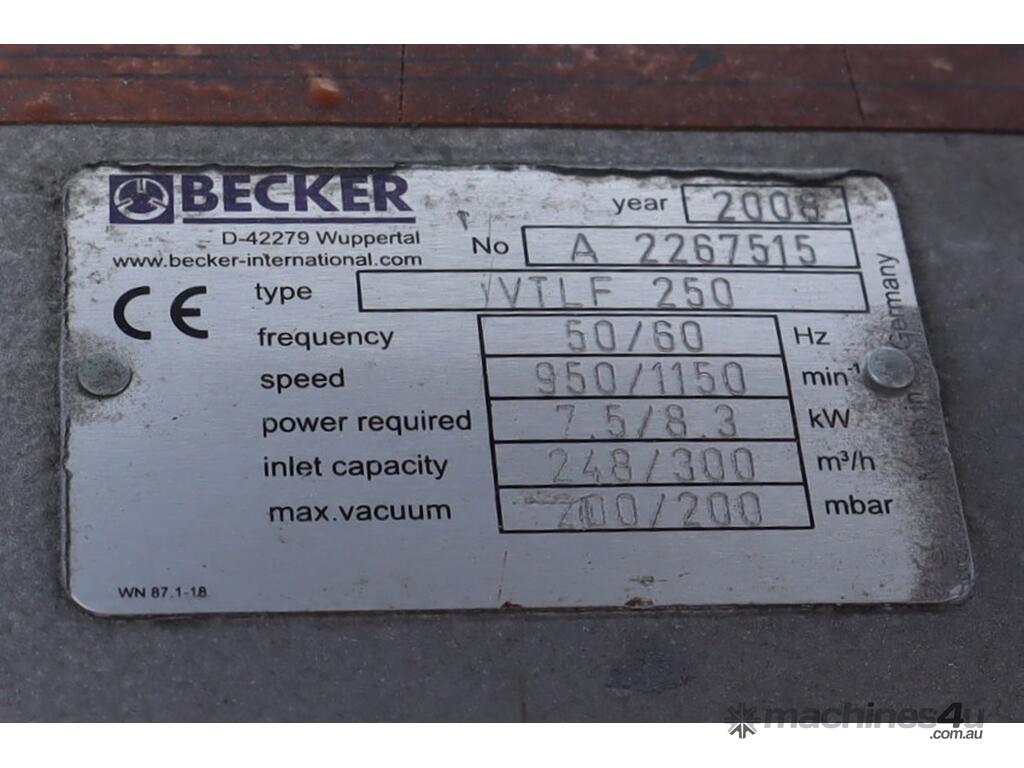 BECKER
year 2008
D-42279 Wuppertal
No A 2267515
www.becker-international.com
CE
type VTLF 250
frequency 50/60 Hz
speed 950/1150 min⁻¹
power required 7.5/8.3 kW
inlet capacity 248/300 m³/h
max.vacuum 200/200 mbar
WN 87.1-18
in Germany
machines4u
.com.au